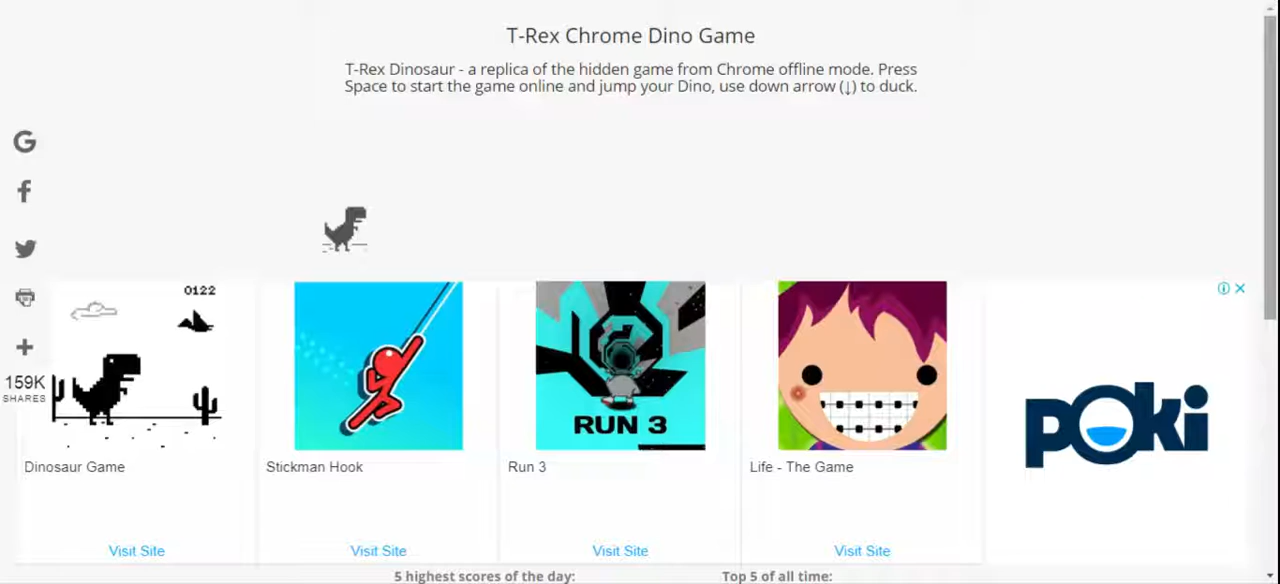 T-Rex Chrome Dino Game
T-Rex Dinosaur - a replica of the hidden game from Chrome offline mode. Press
Space to start the game online and jump your Dino, use down arrow (↓) to duck.
159K
SHARES
0122
RUN 3
poki
Dinosaur Game
Stickman Hook
Run 3
Life - The Game
Visit Site
Visit Site
Visit Site
Visit Site
5 highest scores of the day:
Top 5 of all time: